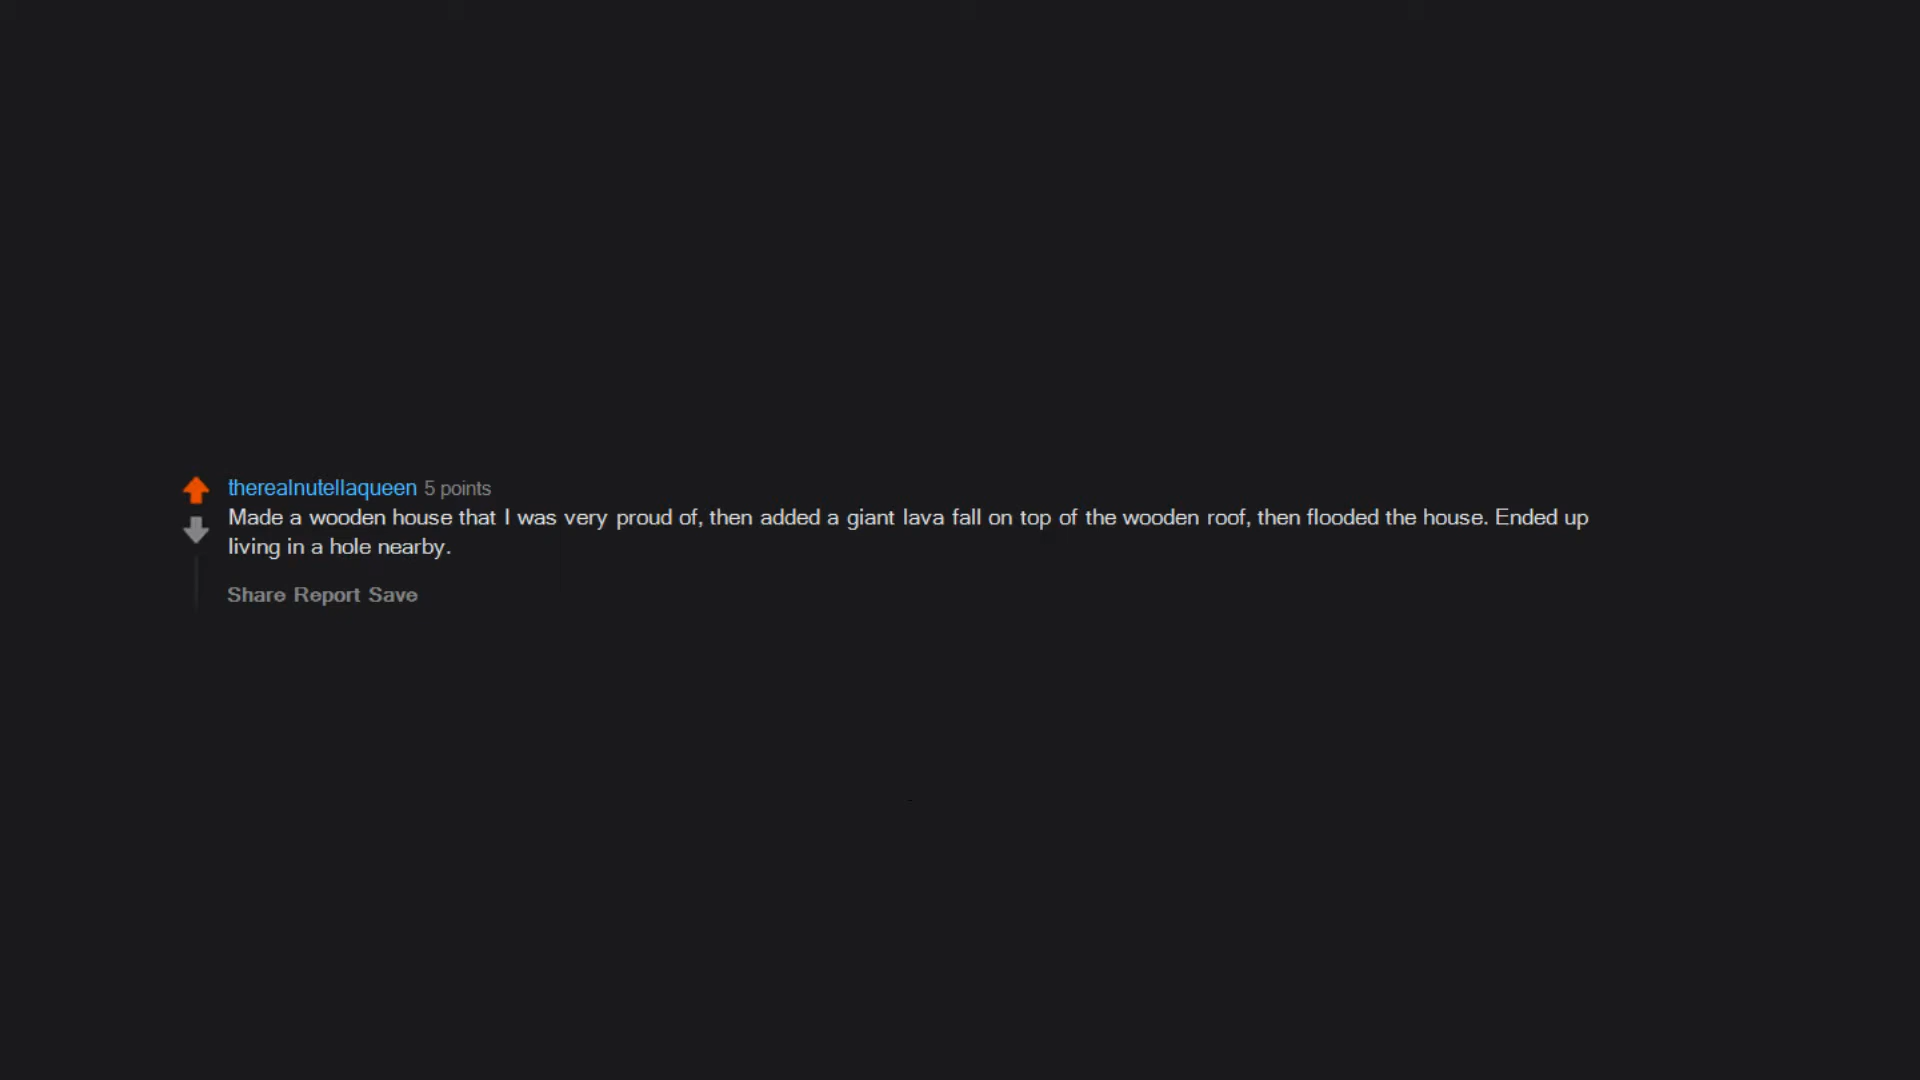 therealnutellaqueen 5 points
Made a wooden house that I was very proud of, then added a giant lava fall on top of the wooden roof, then flooded the house. Ended up
living in a hole nearby.
Share Report Save